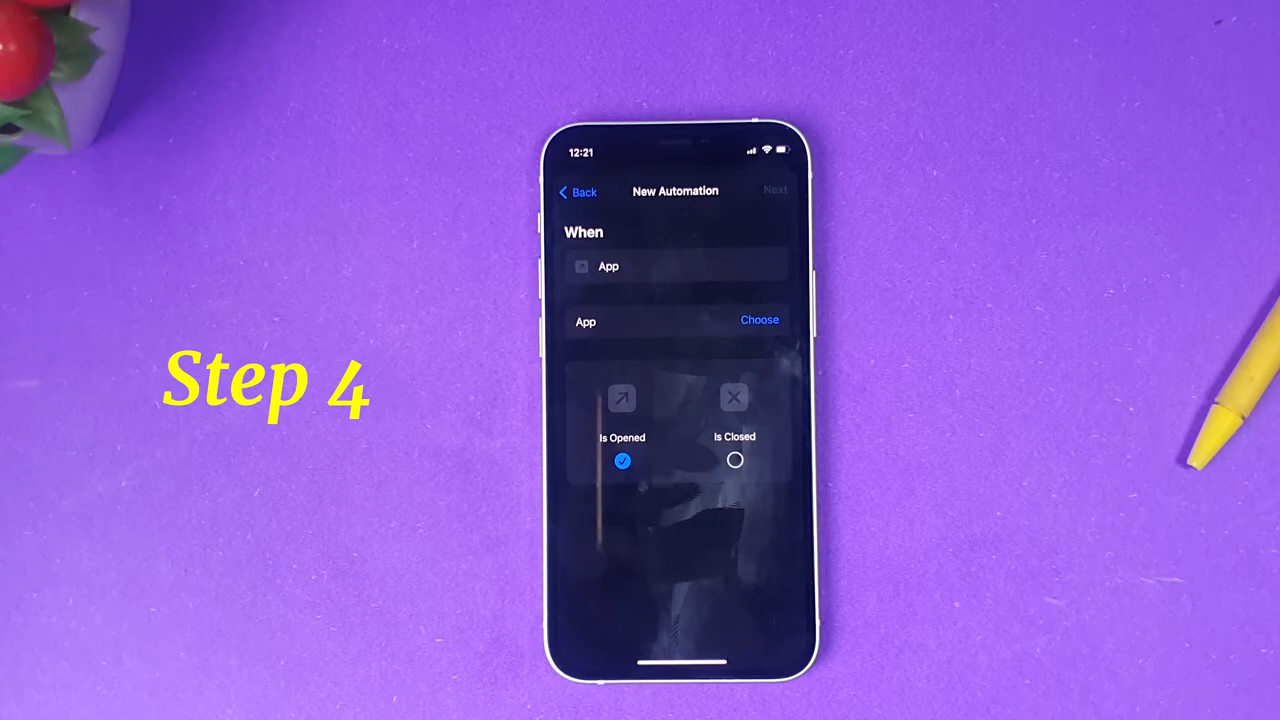 12:21
Back New Automation Next
When
App
App Choose
Step 4
Is Opened Is Closed